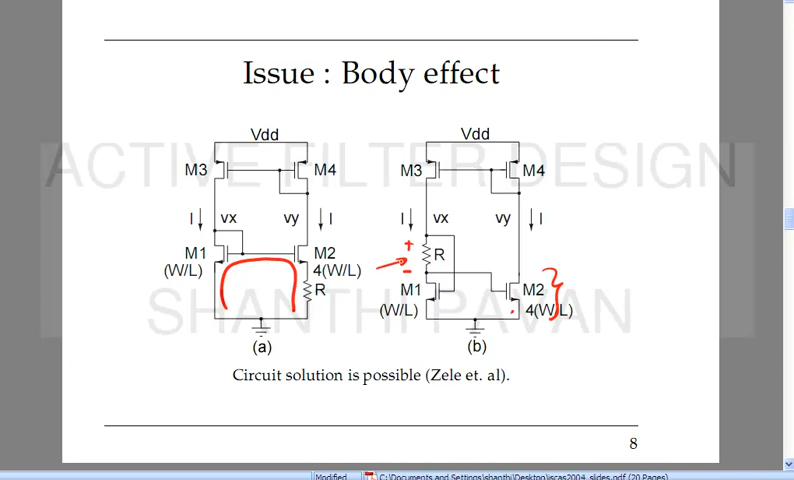 Issue : Body effect
Vdd
Vdd
ACTIVE FILTER DESIGN
M3
M4
M3
M4
I
vx
vy
I
I
vx
vy
I
M1
M2
R
(W/L)
4(W/L)
+
-
R
M1
M2
SHANTHI PAVAN
(W/L)
4(W/L)
(a)
(b)
Circuit solution is possible (Zele et. al).
8
Modified
C:\Documents and Settings\shanthi\Desktop\iscas2004_slides.pdf (20 Pages)